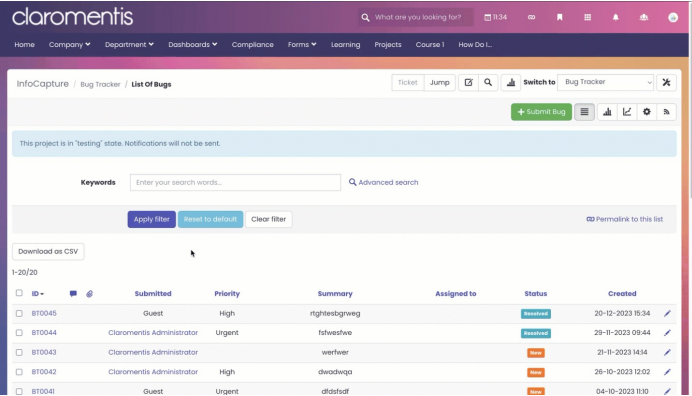 claromentis
What are you looking for? 11:34
Home Company Department Dashboards Compliance Forms Learning Projects Course 1 How Do I...
InfoCapture / Bug Tracker / List Of Bugs Ticket Jump Switch to Bug Tracker
+ Submit Bug
This project is in "testing" state. Notifications will not be sent.
Keywords Enter your search words... Advanced search
Apply filter Reset to default Clear filter Permalink to this list
Download as CSV
1-20/20
ID Submitted Priority Summary Assigned to Status Created
BT0045 Guest High rtghtesbgrweg Resolved 20-12-2023 15:34
BT0044 Claromentis Administrator Urgent fsfwesfwe Resolved 29-11-2023 09:44
BT0043 Claromentis Administrator werfwer New 21-11-2023 14:14
BT0042 Claromentis Administrator High dwadwqa New 26-10-2023 12:02
BT0041 Guest Urgent dfdsfsdf New 04-10-2023 11:10